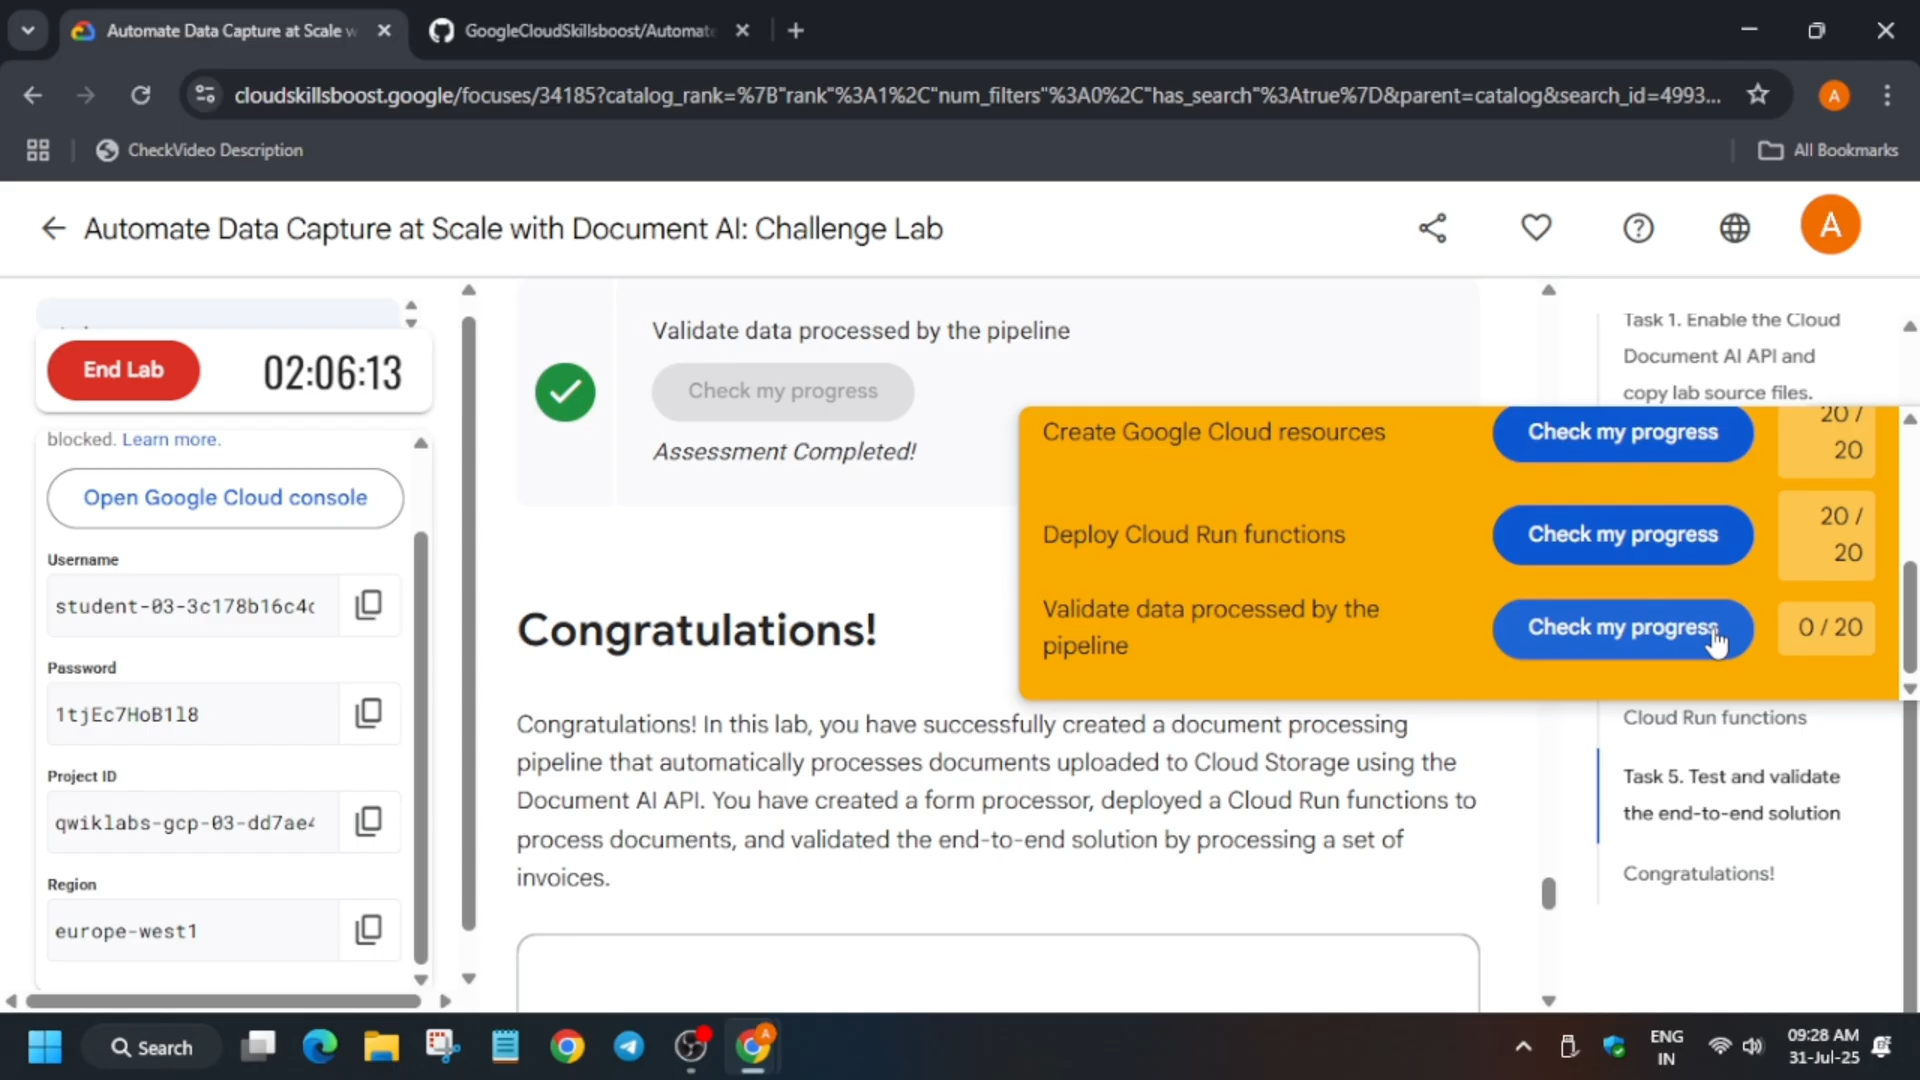 Automate Data Capture at Scale w
GoogleCloudSkillsboost/Automate
cloudskillsboost.google/focuses/34185?catalog_rank=%7B"rank"%3A1%2C"num_filters"%3A0%2C"has_search"%3Atrue%7D&parent=catalog&search_id=4993...
A
CheckVideo Description
All Bookmarks
Automate Data Capture at Scale with Document AI: Challenge Lab
A
End Lab
02:06:13
blocked. Learn more.
Open Google Cloud console
Username
student-03-3c178b16c4c
Password
1tjEc7HoB1l8
Project ID
qwiklabs-gcp-03-dd7ae4
Region
europe-west1
Validate data processed by the pipeline
Check my progress
Assessment Completed!
Congratulations!
Congratulations! In this lab, you have successfully created a document processing
pipeline that automatically processes documents uploaded to Cloud Storage using the
Document AI API. You have created a form processor, deployed a Cloud Run functions to
process documents, and validated the end-to-end solution by processing a set of
invoices.
Task 1. Enable the Cloud
Document AI API and
copy lab source files.
Create Google Cloud resources
Check my progress
20 /
20
Deploy Cloud Run functions
Check my progress
20 /
20
Validate data processed by the
pipeline
Check my progress
0 / 20
Cloud Run functions
Task 5. Test and validate
the end-to-end solution
Congratulations!
Search
A
ENG
IN
09:28 AM
31-Jul-25